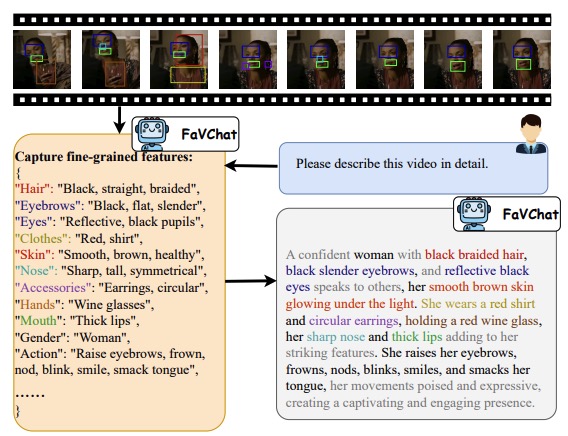 FaVChat
Capture fine-grained features:
{
"Hair": "Black, straight, braided",
"Eyebrows": "Black, flat, slender",
"Eyes": "Reflective, black pupils",
"Clothes": "Red, shirt",
"Skin": "Smooth, brown, healthy",
"Nose": "Sharp, tall, symmetrical",
"Accessories": "Earrings, circular",
"Hands": "Wine glasses",
"Mouth": "Thick lips",
"Gender": "Woman",
"Action": "Raise eyebrows, frown,
nod, blink, smile, smack tongue",
......
}
Please describe this video in detail.
FaVChat
A confident woman with black braided hair,
black slender eyebrows, and reflective black
eyes speaks to others, her smooth brown skin
glowing under the light. She wears a red shirt
and circular earrings, holding a red wine glass,
her sharp nose and thick lips adding to her
striking features. She raises her eyebrows,
frowns, nods, blinks, smiles, and smacks her
tongue, her movements poised and expressive,
creating a captivating and engaging presence.